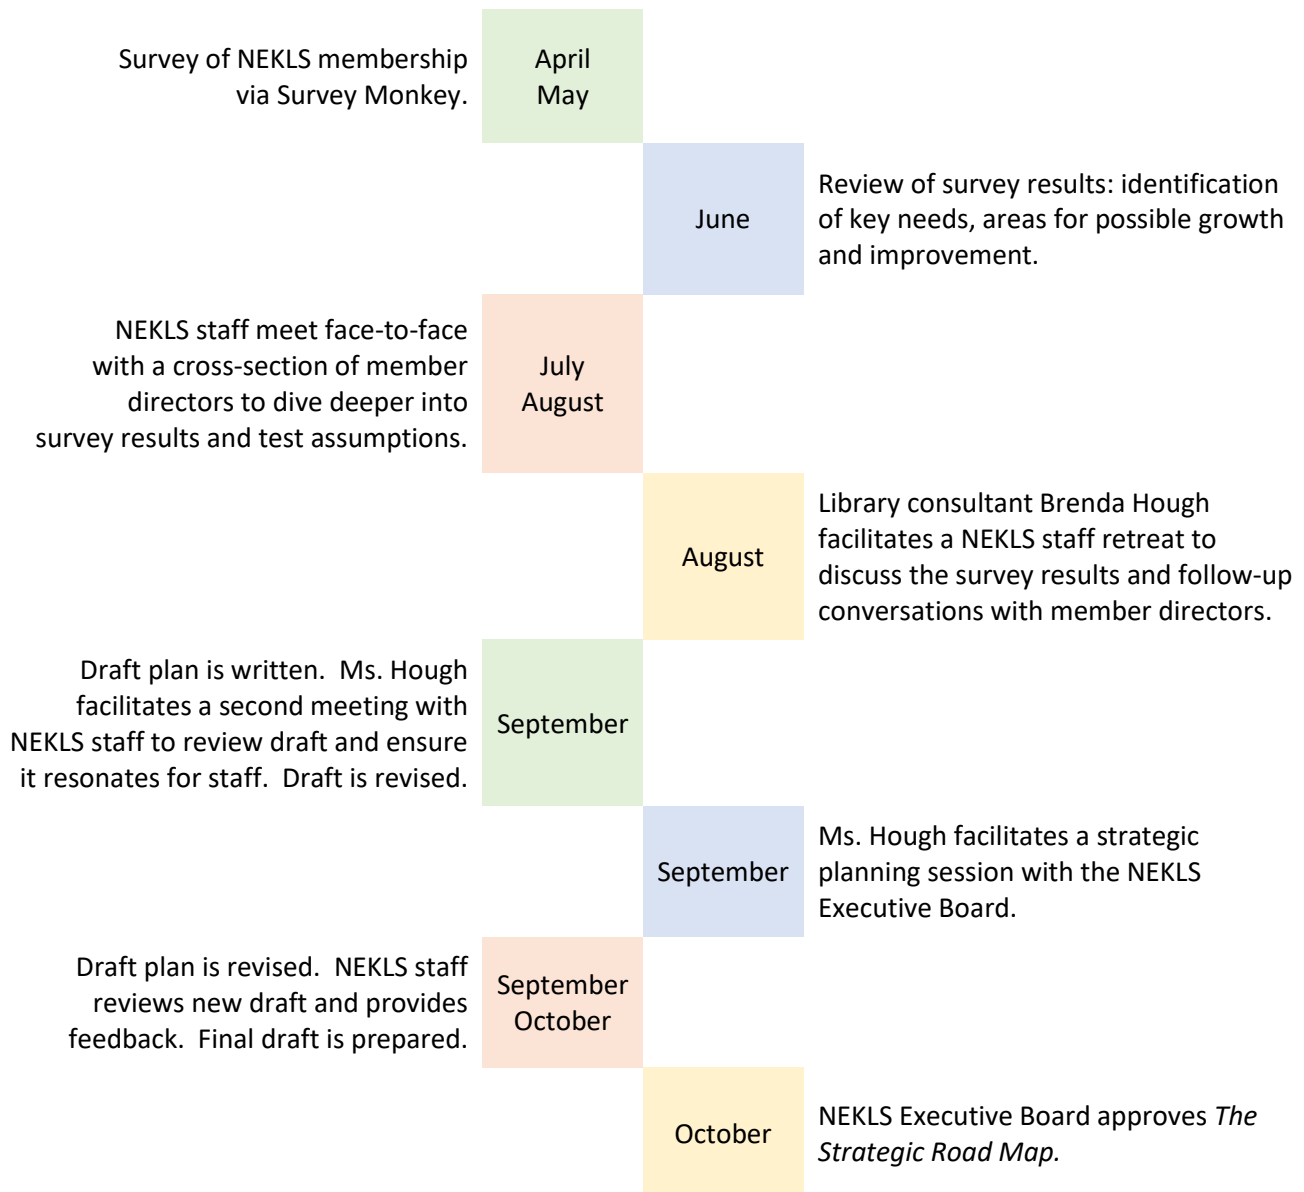 Survey of NEKLS membership
via Survey Monkey.
April
May
June
Review of survey results: identification
of key needs, areas for possible growth
and improvement.
NEKLS staff meet face-to-face
with a cross-section of member
directors to dive deeper into
survey results and test assumptions.
July
August
August
Library consultant Brenda Hough
facilitates a NEKLS staff retreat to
discuss the survey results and follow-up
conversations with member directors.
Draft plan is written.  Ms. Hough
facilitates a second meeting with
NEKLS staff to review draft and ensure
it resonates for staff.  Draft is revised.
September
September
Ms. Hough facilitates a strategic
planning session with the NEKLS
Executive Board.
Draft plan is revised.  NEKLS staff
reviews new draft and provides
feedback.  Final draft is prepared.
September
October
October
NEKLS Executive Board approves The
Strategic Road Map.